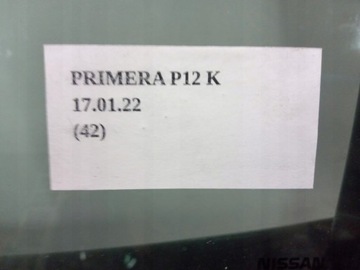 PRIMERA P12 K
17.01.22
(42)
NISSAN